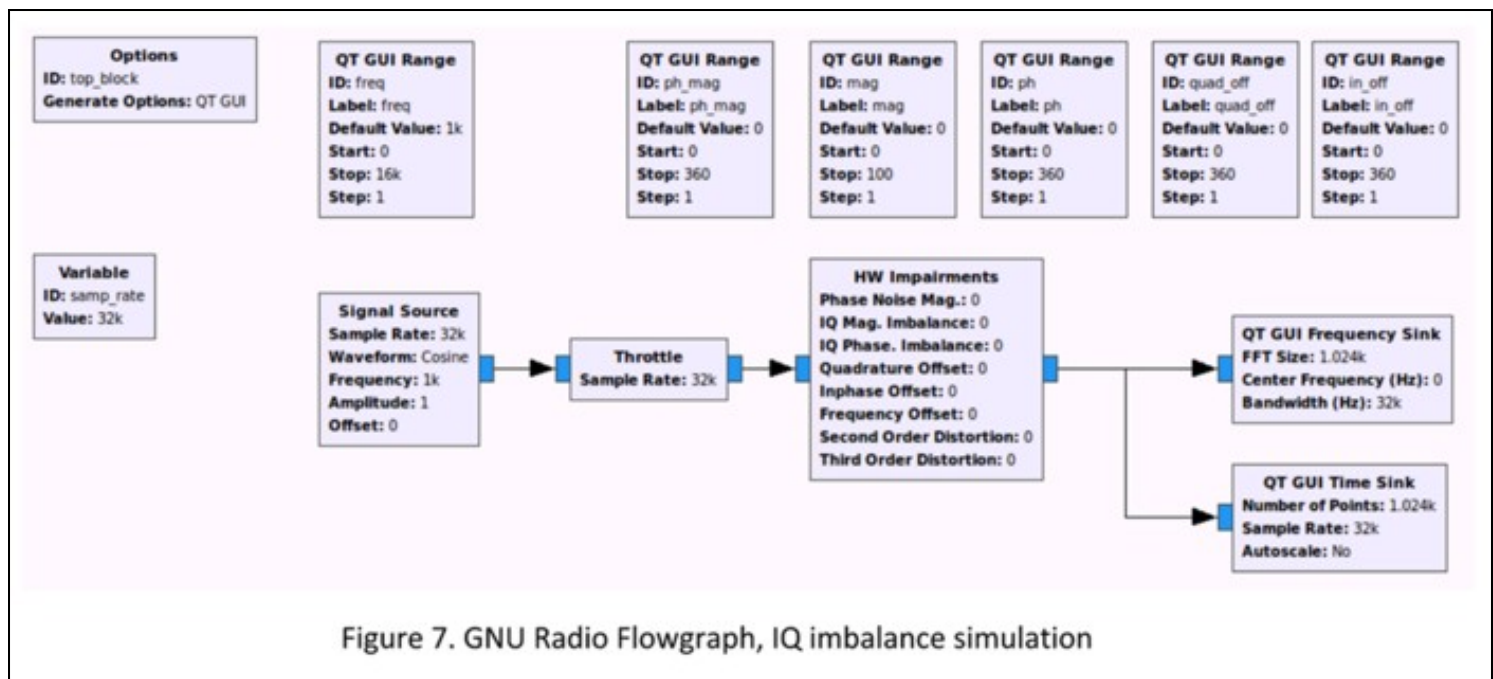 Options
ID: top_block
Generate Options: QT GUI
QT GUI Range
ID: freq
Label: freq
Default Value: 1k
Start: 0
Stop: 16k
Step: 1
QT GUI Range
ID: ph_mag
Label: ph_mag
Default Value: 0
Start: 0
Stop: 360
Step: 1
QT GUI Range
ID: mag
Label: mag
Default Value: 0
Start: 0
Stop: 100
Step: 1
QT GUI Range
ID: ph
Label: ph
Default Value: 0
Start: 0
Stop: 360
Step: 1
QT GUI Range
ID: quad_off
Label: quad_off
Default Value: 0
Start: 0
Stop: 360
Step: 1
QT GUI Range
ID: in_off
Label: in_off
Default Value: 0
Start: 0
Stop: 360
Step: 1
Variable
ID: samp_rate
Value: 32k
Signal Source
Sample Rate: 32k
Waveform: Cosine
Frequency: 1k
Amplitude: 1
Offset: 0
Throttle
Sample Rate: 32k
HW Impairments
Phase Noise Mag.: 0
IQ Mag. Imbalance: 0
IQ Phase. Imbalance: 0
Quadrature Offset: 0
Inphase Offset: 0
Frequency Offset: 0
Second Order Distortion: 0
Third Order Distortion: 0
QT GUI Frequency Sink
FFT Size: 1.024k
Center Frequency (Hz): 0
Bandwidth (Hz): 32k
QT GUI Time Sink
Number of Points: 1.024k
Sample Rate: 32k
Autoscale: No
Figure 7. GNU Radio Flowgraph, IQ imbalance simulation